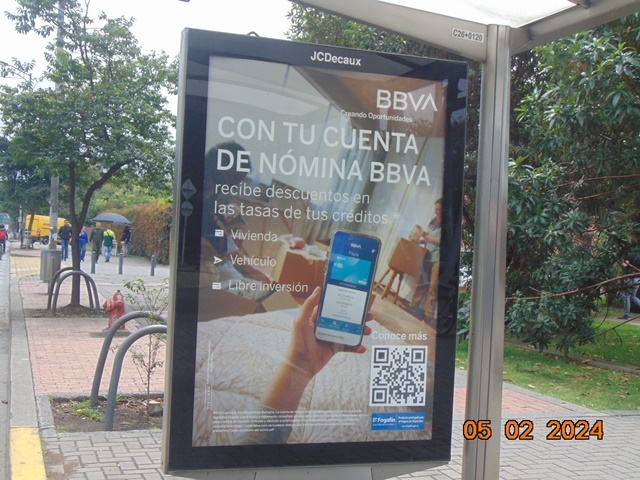 C26+0120
JCDecaux
BBVA
Creando Oportunidades
CON TU CUENTA
DE NÓMINA BBVA
recibe descuentos en
las tasas de tus créditos.
Vivienda
Vehículo
Libre Inversión
Conoce más
Fogafín
05 02 2024